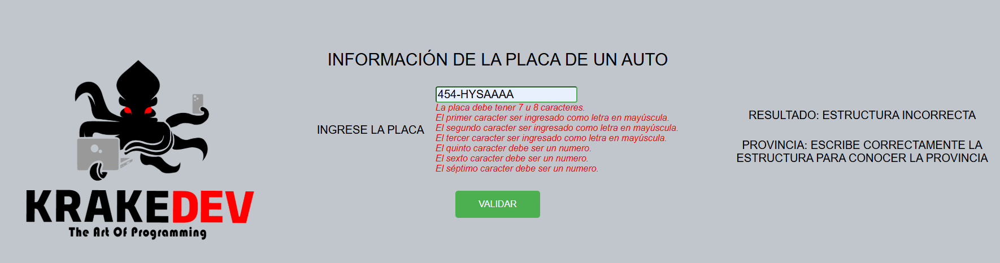 INFORMACIÓN DE LA PLACA DE UN AUTO
INGRESE LA PLACA
454-HYSAAAA
La placa debe tener 7 u 8 caracteres.
El primer caracter ser ingresado como letra en mayúscula.
El segundo caracter ser ingresado como letra en mayúscula.
El tercer caracter ser ingresado como letra en mayúscula.
El quinto caracter debe ser un numero.
El sexto caracter debe ser un numero.
El séptimo caracter debe ser un numero.
VALIDAR
RESULTADO: ESTRUCTURA INCORRECTA
PROVINCIA: ESCRIBE CORRECTAMENTE LA
ESTRUCTURA PARA CONOCER LA PROVINCIA
KRAKEDEV
The Art Of Programming